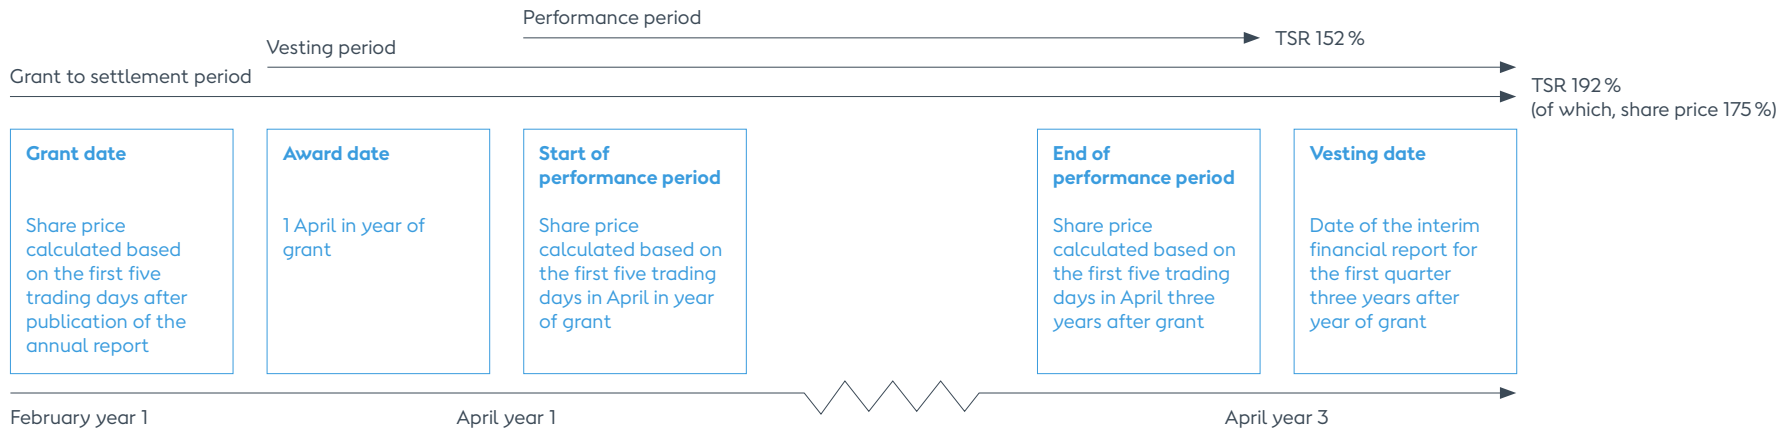 Performance period
TSR 152 %
Vesting period
Grant to settlement period
TSR 192 %
(of which, share price 175 %)
Grant date
Share price
calculated based
on the first five
trading days after
publication of the
annual report
Award date
1 April in year of
grant
Start of
performance period
Share price
calculated based on
the first five trading
days in April in year
of grant
End of
performance period
Share price
calculated based on
the first five trading
days in April three
years after grant
Vesting date
Date of the interim
financial report for
the first quarter
three years after
year of grant
February year 1
April year 1
April year 3